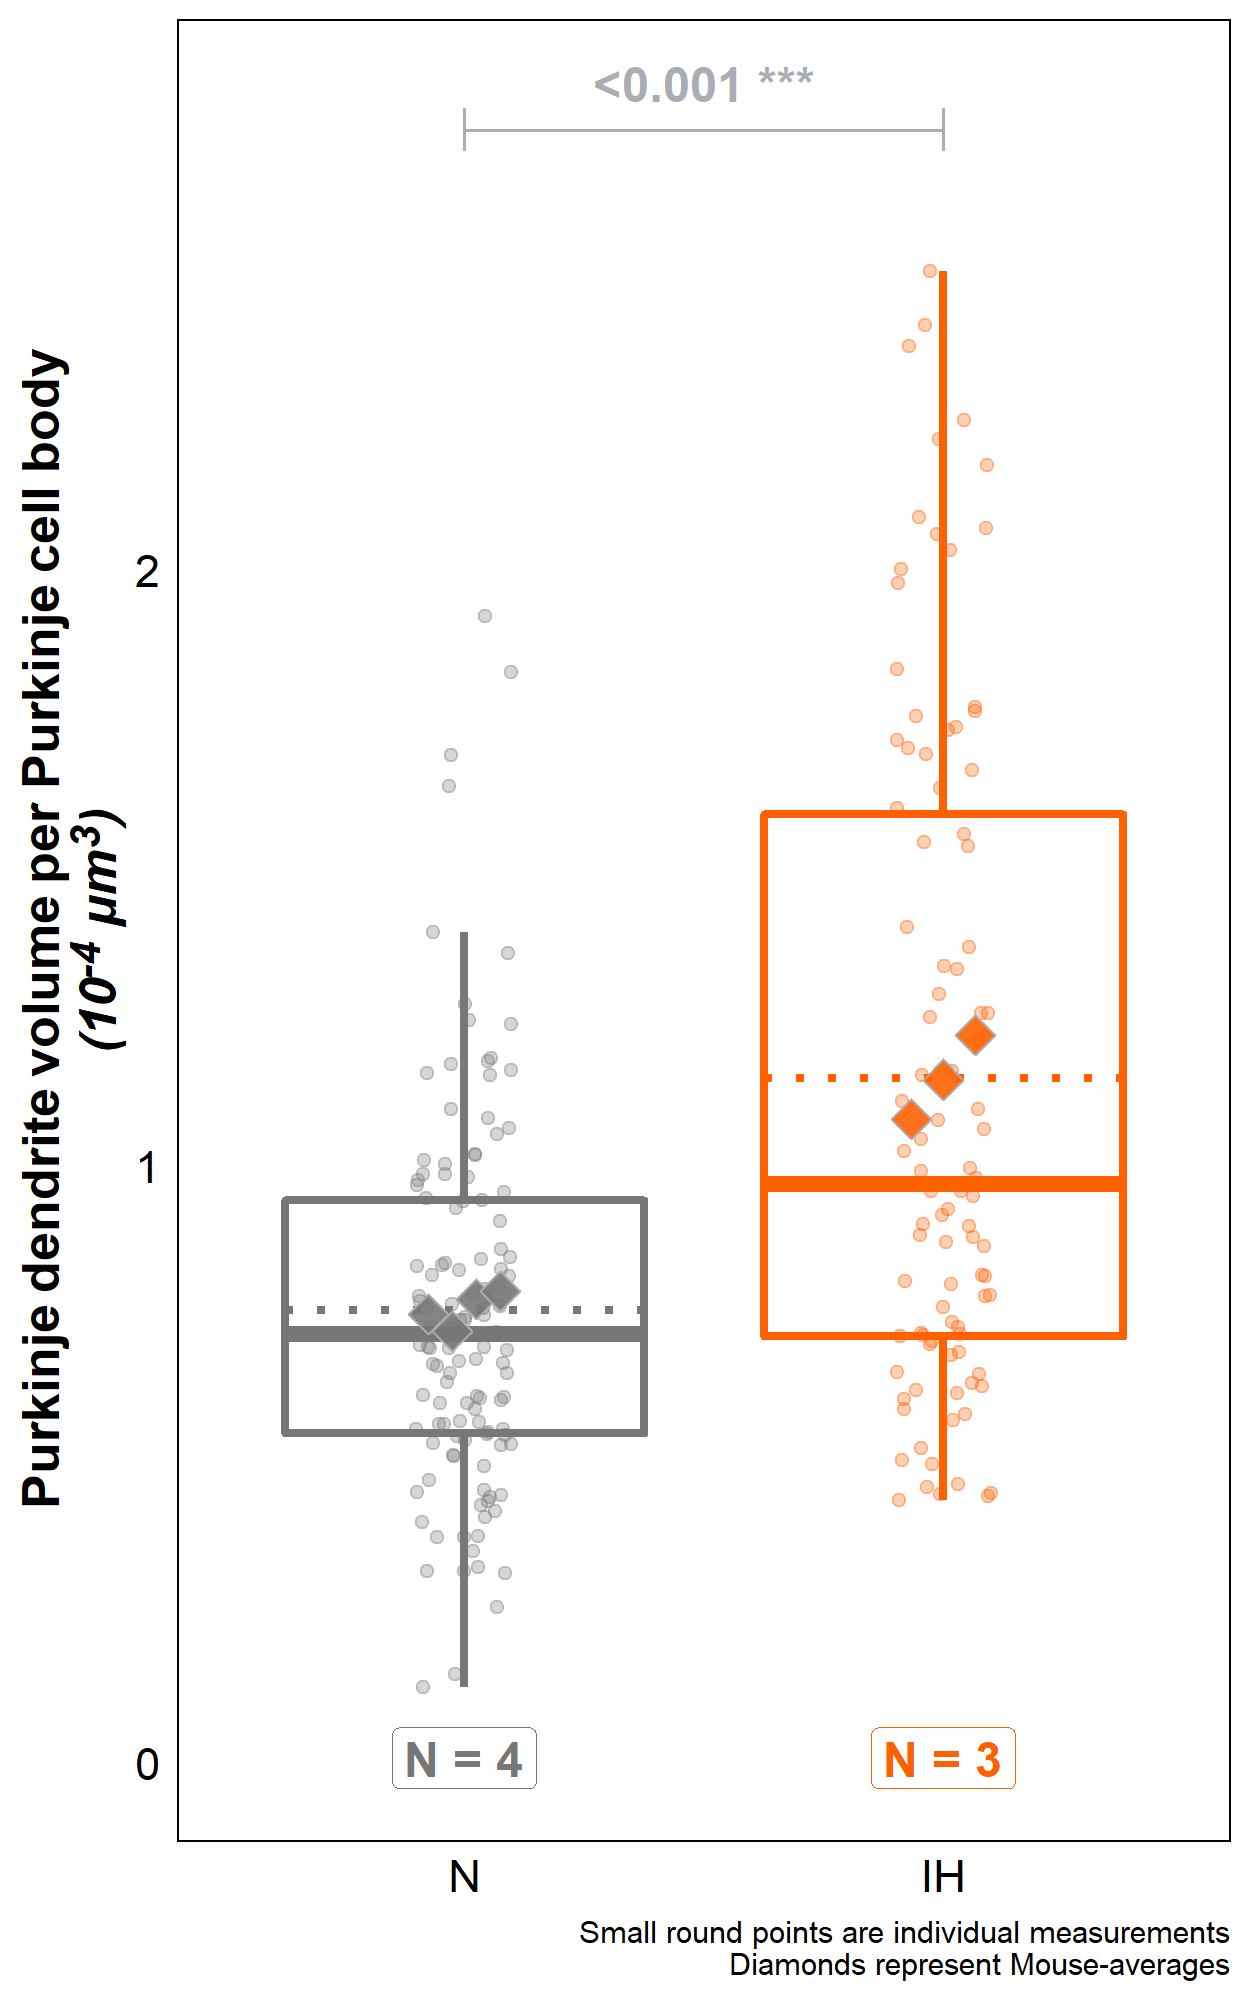 <0.001 ***
Purkinje dendrite volume per Purkinje cell body
(10⁻⁴ µm³)
2
1
0
N = 4
N = 3
N
IH
Small round points are individual measurements
Diamonds represent Mouse-averages